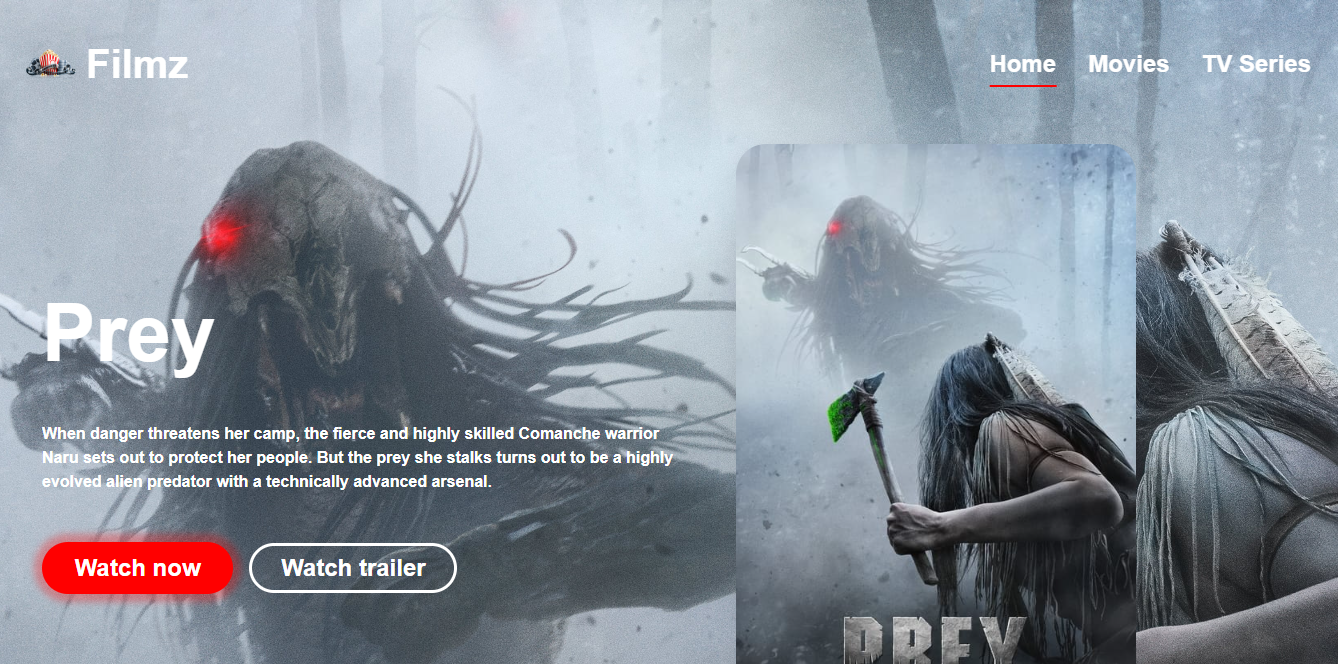 Filmz
Home
Movies
TV Series
Prey
When danger threatens her camp, the fierce and highly skilled Comanche warrior
Naru sets out to protect her people. But the prey she stalks turns out to be a highly
evolved alien predator with a technically advanced arsenal.
Watch now
Watch trailer
PREY